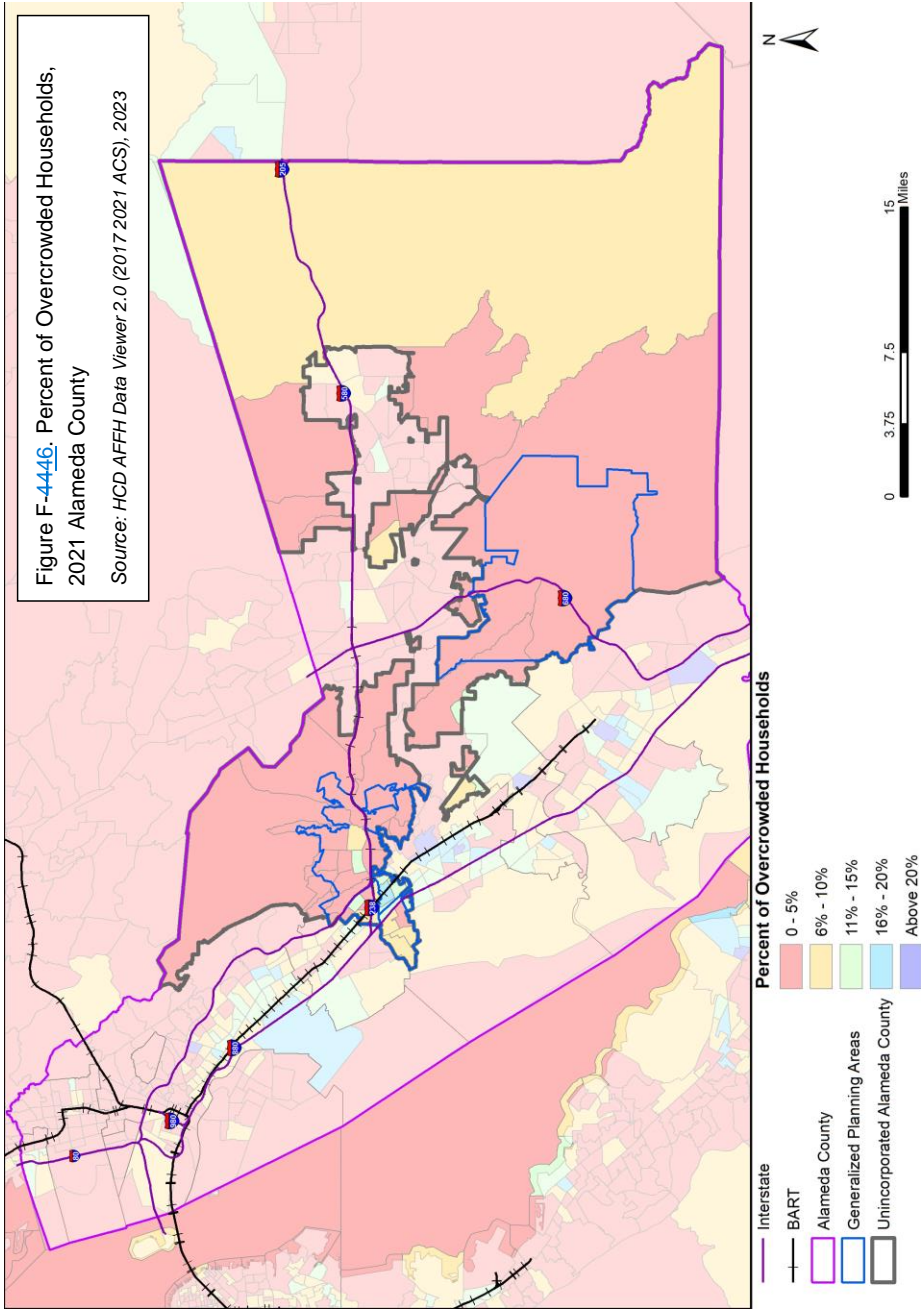 Figure F-4446. Percent of Overcrowded Households,
2021 Alameda County
Source: HCD AFFH Data Viewer 2.0 (2017 2021 ACS), 2023
N
205
580
680
238
880
980
80
Interstate
BART
Alameda County
Generalized Planning Areas
Unincorporated Alameda County
Percent of Overcrowded Households
0 - 5%
6% - 10%
11% - 15%
16% - 20%
Above 20%
0 3.75 7.5 15
Miles